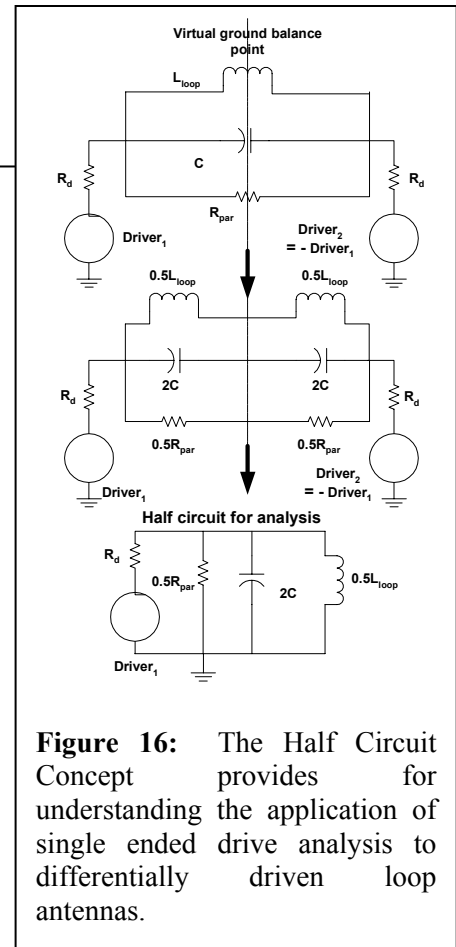 Virtual ground balance
point
L_loop
C
R_d
R_d
R_par
Driver_1
Driver_2
= - Driver_1
0.5L_loop
0.5L_loop
2C
2C
R_d
R_d
0.5R_par
0.5R_par
Driver_1
Driver_2
= - Driver_1
Half circuit for analysis
R_d
0.5R_par
2C
0.5L_loop
Driver_1
Figure 16: The Half Circuit
Concept provides for
understanding the application of
single ended drive analysis to
differentially driven loop
antennas.